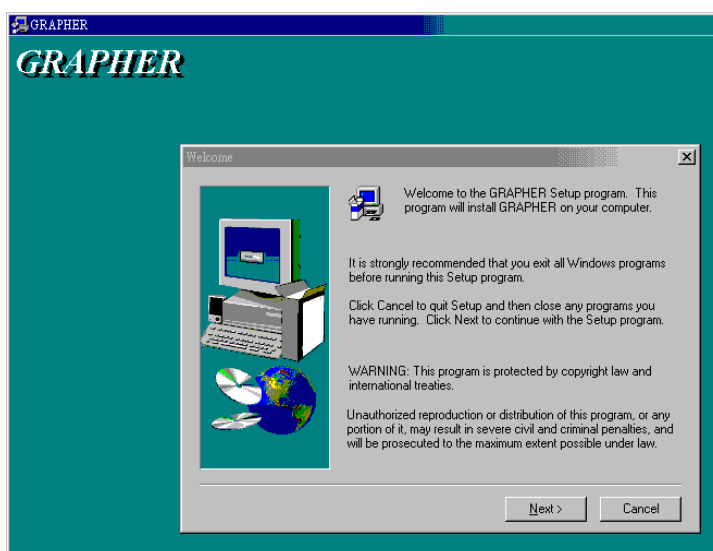 GRAPHER
GRAPHER
Welcome
Welcome to the GRAPHER Setup program. This
program will install GRAPHER on your computer.
It is strongly recommended that you exit all Windows programs
before running this Setup program.
Click Cancel to quit Setup and then close any programs you
have running. Click Next to continue with the Setup program.
WARNING: This program is protected by copyright law and
international treaties.
Unauthorized reproduction or distribution of this program, or any
portion of it, may result in severe civil and criminal penalties, and
will be prosecuted to the maximum extent possible under law.
Next >
Cancel